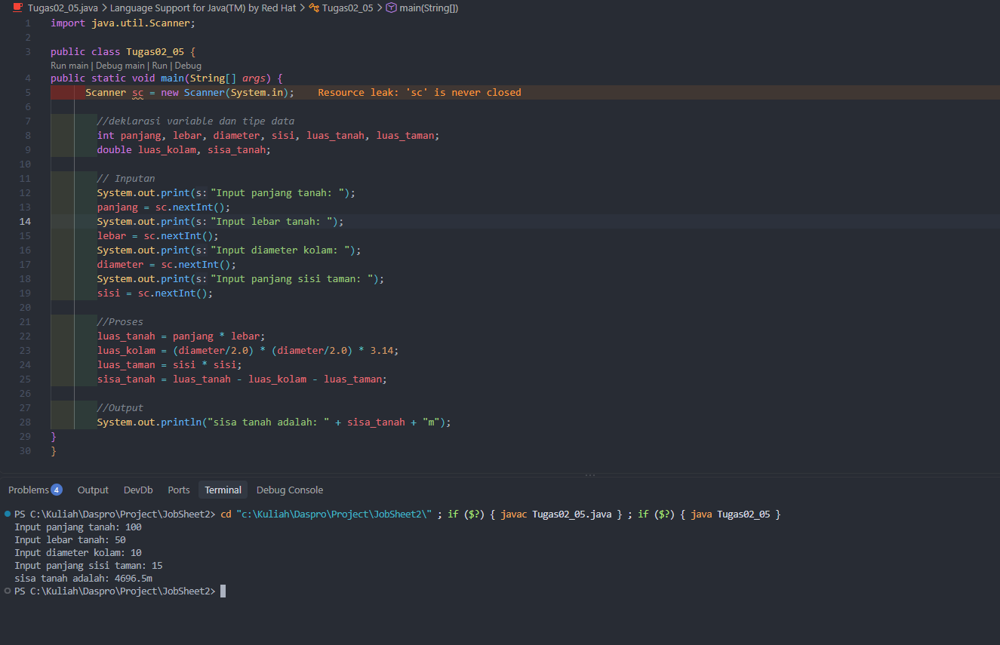 Tugas02_05.java > Language Support for Java(TM) by Red Hat > Tugas02_05 > main(String[])
1 import java.util.Scanner;
2
3 public class Tugas02_05 {
Run main | Debug main | Run | Debug
4 public static void main(String[] args) {
5 Scanner sc = new Scanner(System.in); Resource leak: 'sc' is never closed
6
7 //deklarasi variable dan tipe data
8 int panjang, lebar, diameter, sisi, luas_tanah, luas_taman;
9 double luas_kolam, sisa_tanah;
10
11 // Inputan
12 System.out.print(s: "Input panjang tanah: ");
13 panjang = sc.nextInt();
14 System.out.print(s: "Input lebar tanah: ");
15 lebar = sc.nextInt();
16 System.out.print(s: "Input diameter kolam: ");
17 diameter = sc.nextInt();
18 System.out.print(s: "Input panjang sisi taman: ");
19 sisi = sc.nextInt();
20
21 //Proses
22 luas_tanah = panjang * lebar;
23 luas_kolam = (diameter/2.0) * (diameter/2.0) * 3.14;
24 luas_taman = sisi * sisi;
25 sisa_tanah = luas_tanah - luas_kolam - luas_taman;
26
27 //Output
28 System.out.println("sisa tanah adalah: " + sisa_tanah + "m");
29 }
30 }
Problems 4 Output DevDb Ports Terminal Debug Console
PS C:\Kuliah\Daspro\Project\JobSheet2> cd "c:\Kuliah\Daspro\Project\JobSheet2\" ; if ($?) { javac Tugas02_05.java } ; if ($?) { java Tugas02_05 }
Input panjang tanah: 100
Input lebar tanah: 50
Input diameter kolam: 10
Input panjang sisi taman: 15
sisa tanah adalah: 4696.5m
PS C:\Kuliah\Daspro\Project\JobSheet2>